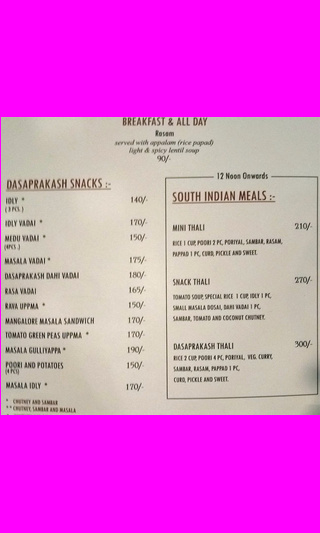 BREAKFAST & ALL DAY
Rasam
served with appalam (rice papad)
light & spicy lentil soup
90/-
DASAPRAKASH SNACKS :-
IDLY * 140/-
( 3 PCS. )
IDLY VADAI * 170/-
MEDU VADAI * 150/-
(4PCS .)
MASALA VADAI * 175/-
DASAPRAKASH DAHI VADAI 180/-
RASA VADAI 165/-
RAVA UPPMA * 150/-
MANGALORE MASALA SANDWICH 170/-
TOMATO GREEN PEAS UPPMA * 170/-
MASALA GULLIYAPPA * 190/-
POORI AND POTATOES 150/-
(4 PCS)
MASALA IDLY * 170/-
* CHUTNEY AND SAMBAR
** CHUTNEY, SAMBAR AND MASALA
12 Noon Onwards
SOUTH INDIAN MEALS :-
MINI THALI 210/-
RICE 1 CUP, POORI 2 PC, PORIYAL, SAMBAR, RASAM,
PAPPAD 1 PC, CURD, PICKLE AND SWEET.
SNACK THALI 270/-
TOMATO SOUP, SPECIAL RICE 1 CUP, IDLY 1 PC,
SMALL MASALA DOSAI, DAHI VADAI 1 PC,
SAMBAR, TOMATO AND COCONUT CHUTNEY.
DASAPRAKASH THALI 300/-
RICE 2 CUP, POORI 4 PC, PORIYAL, VEG. CURRY,
SAMBAR, RASAM, PAPPAD 1 PC,
CURD, PICKLE AND SWEET.